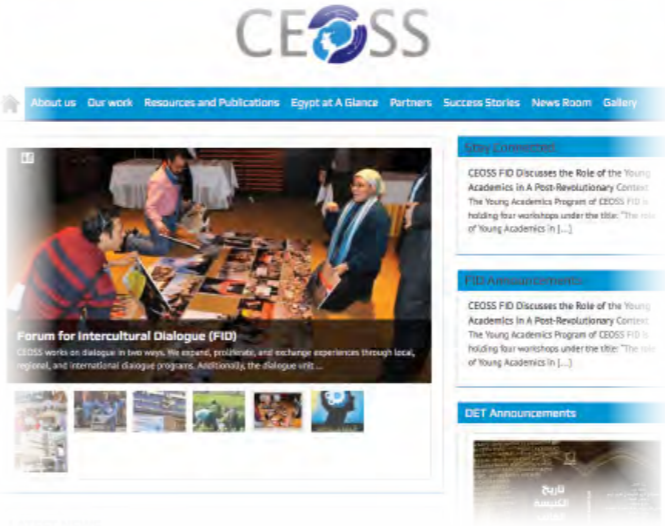 CEOSS
About us Our work Resources and Publications Egypt at A Glance Partners Success Stories News Room Gallery
Forum for Intercultural Dialogue (FID)
CEOSS works on dialogue in two ways. We expand, proliferate, and exchange experiences through local,
regional, and international dialogue programs. Additionally, the dialogue unit ...
Stay Connected
CEOSS FID Discusses the Role of the Young
Academics in A Post-Revolutionary Context
The Young Academics Program of CEOSS FID is
holding four workshops under the title: "The role
of Young Academics in [...]
FID Announcements
CEOSS FID Discusses the Role of the Young
Academics in A Post-Revolutionary Context
The Young Academics Program of CEOSS FID is
holding four workshops under the title: "The role
of Young Academics in [...]
DET Announcements
تاريخ
الكنيسة